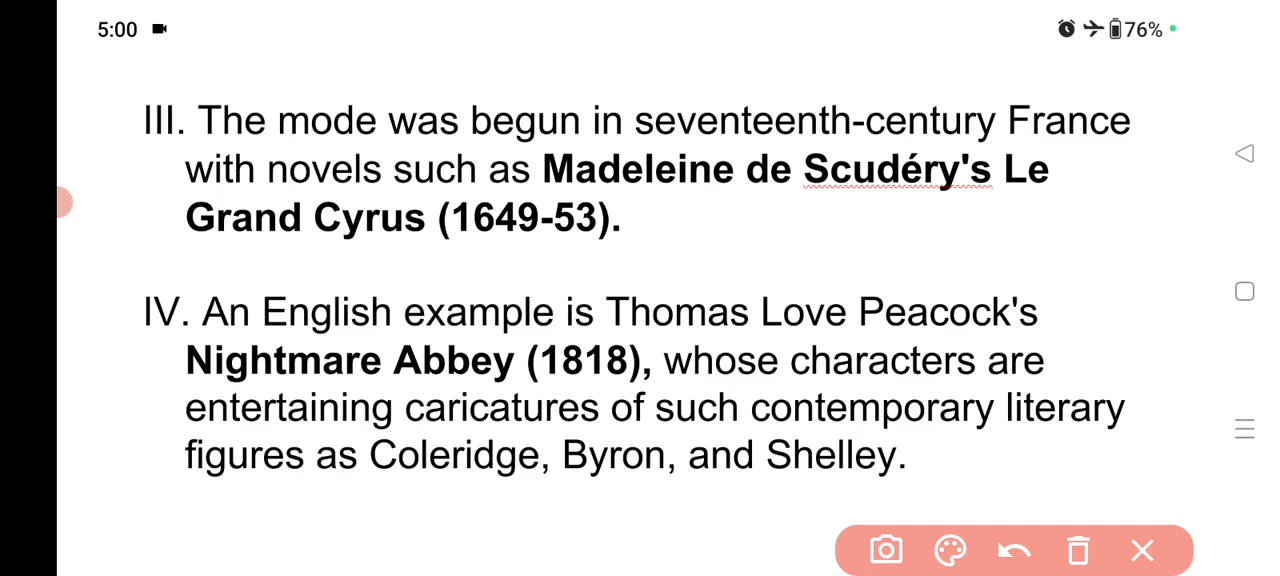 5:00
76%
III. The mode was begun in seventeenth-century France
with novels such as Madeleine de Scudéry's Le
Grand Cyrus (1649-53).
IV. An English example is Thomas Love Peacock's
Nightmare Abbey (1818), whose characters are
entertaining caricatures of such contemporary literary
figures as Coleridge, Byron, and Shelley.